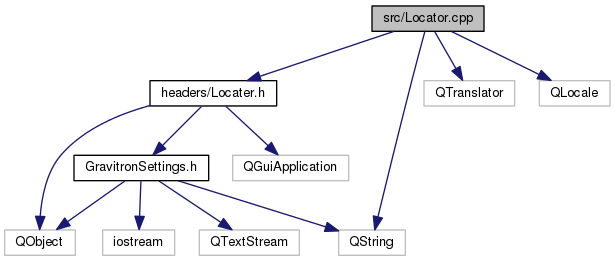 src/Locator.cpp
headers/Locater.h
QTranslator
QLocale
GravitronSettings.h
QGuiApplication
QObject
iostream
QTextStream
QString